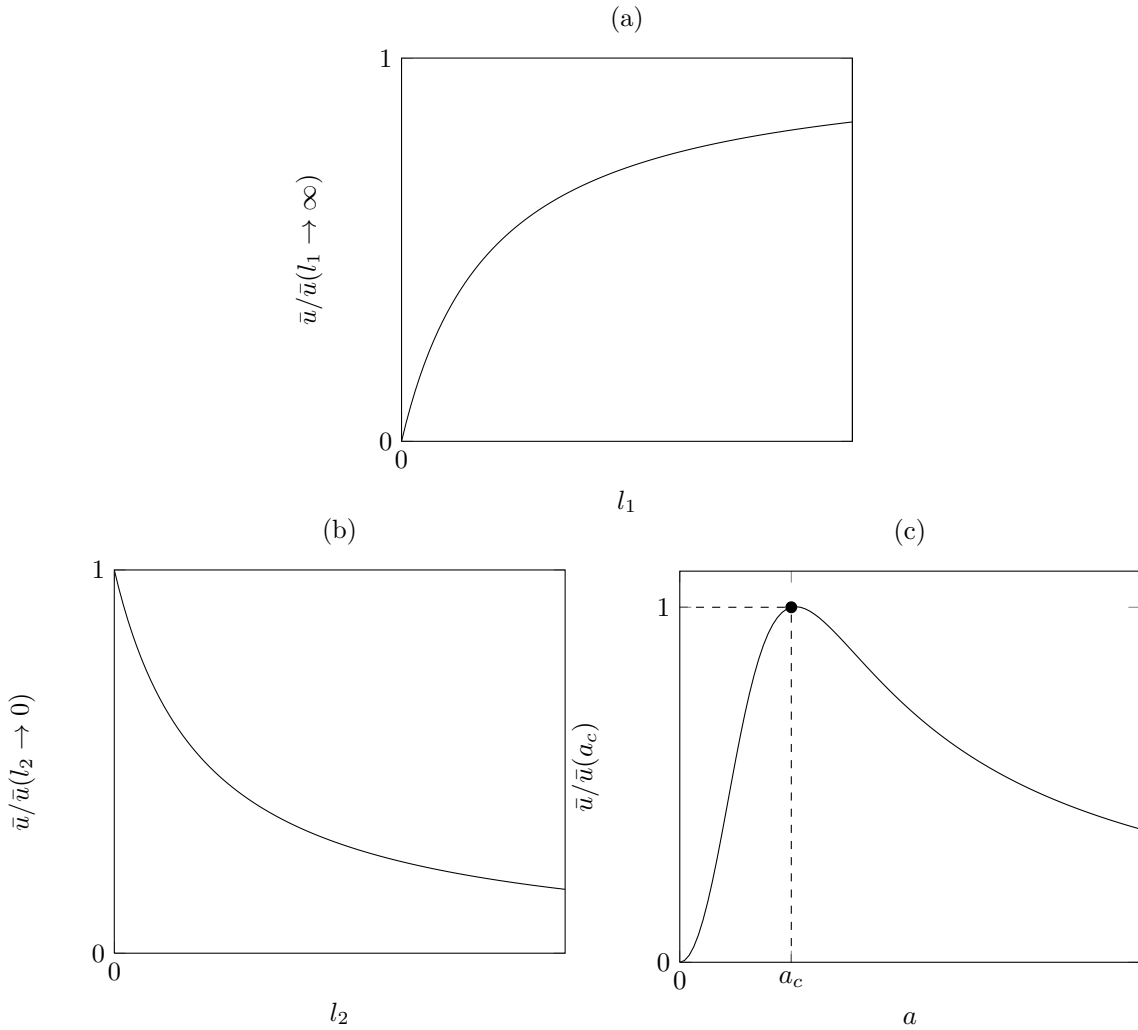 (a)
1
ū/ū(l₁ → ∞)
0
0
l₁
(b)
1
ū/ū(l₂ → 0)
0
0
l₂
(c)
1
ū/ū(a_c)
0
0
a_c
a